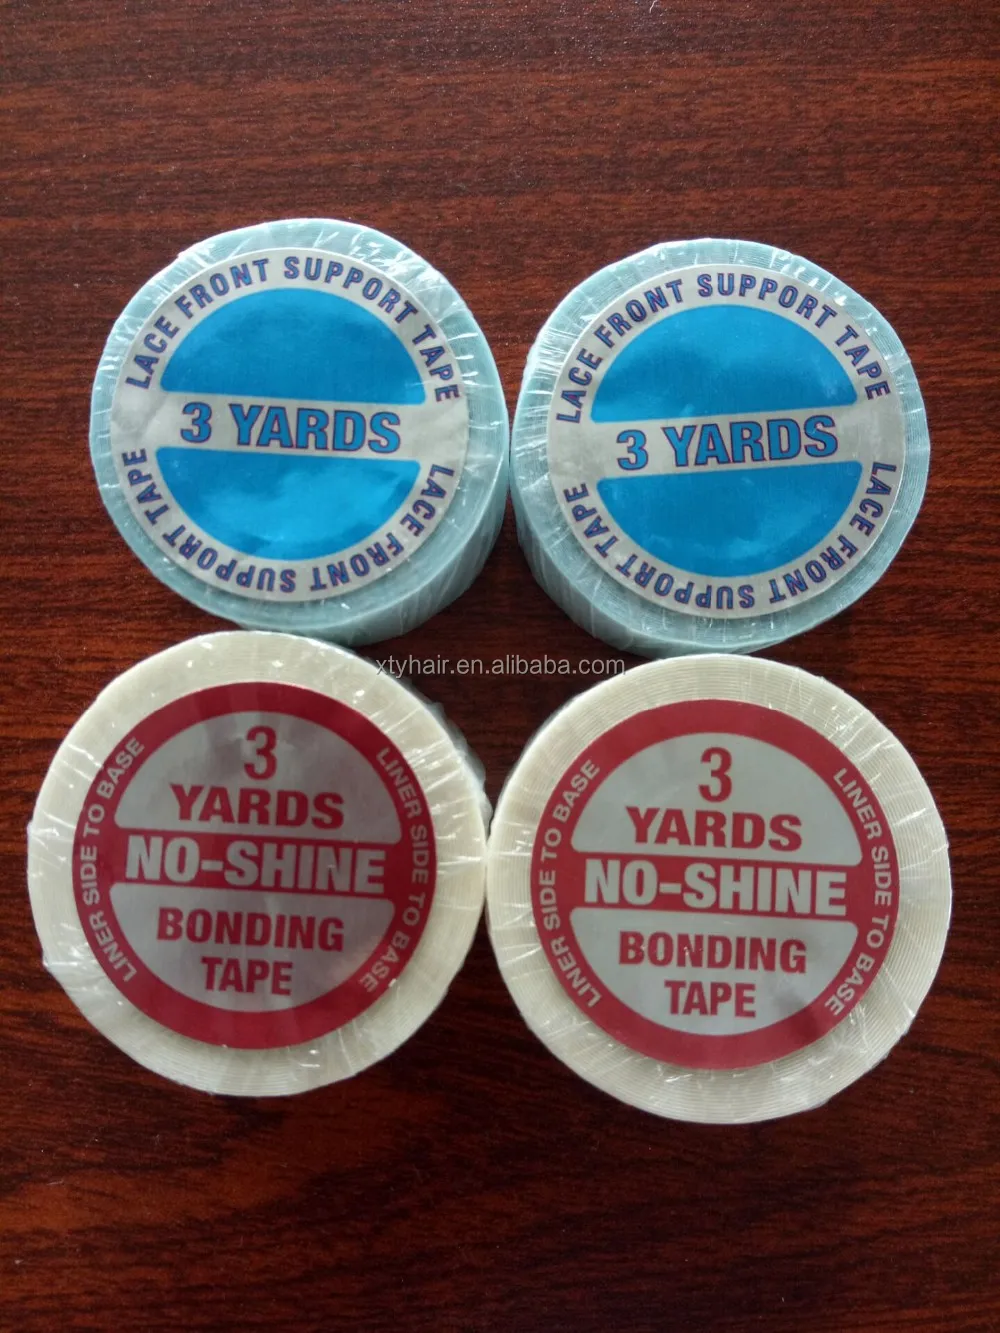 LACE FRONT SUPPORT TAPE
3 YARDS
LACE FRONT SUPPORT TAPE
LACE FRONT SUPPORT TAPE
3 YARDS
LACE FRONT SUPPORT TAPE
xtyhair.en.alibaba.com
LINER SIDE TO BASE
3
YARDS
NO-SHINE
BONDING
TAPE
LINER SIDE TO BASE
LINER SIDE TO BASE
3
YARDS
NO-SHINE
BONDING
TAPE
LINER SIDE TO BASE